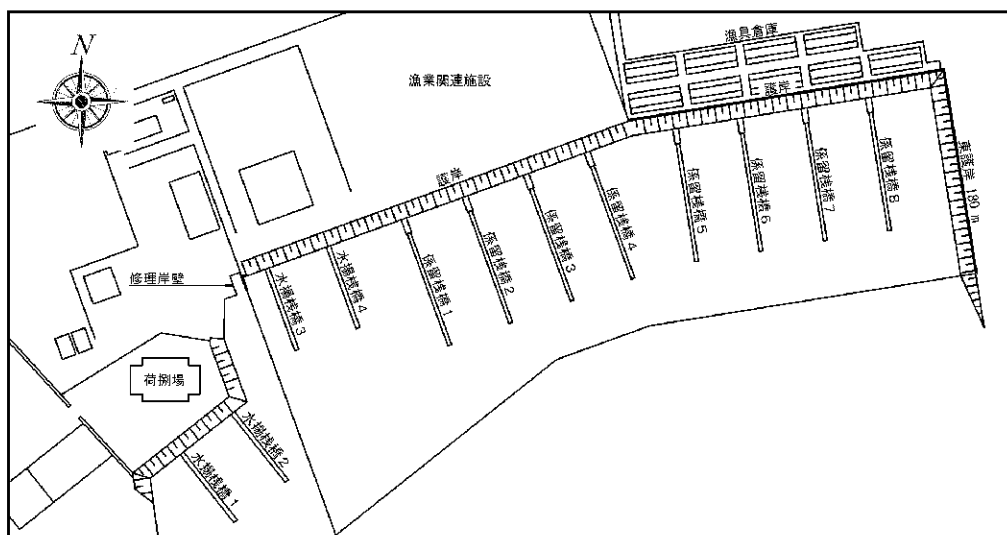 N
漁具倉庫
漁業関連施設
護岸
護岸
東護岸 180 m
係留桟橋 8
係留桟橋 7
係留桟橋 6
係留桟橋 5
係留桟橋 4
係留桟橋 3
係留桟橋 2
係留桟橋 1
水揚桟橋 4
水揚桟橋 3
修理岸壁
荷捌場
水揚桟橋 2
水揚桟橋 1